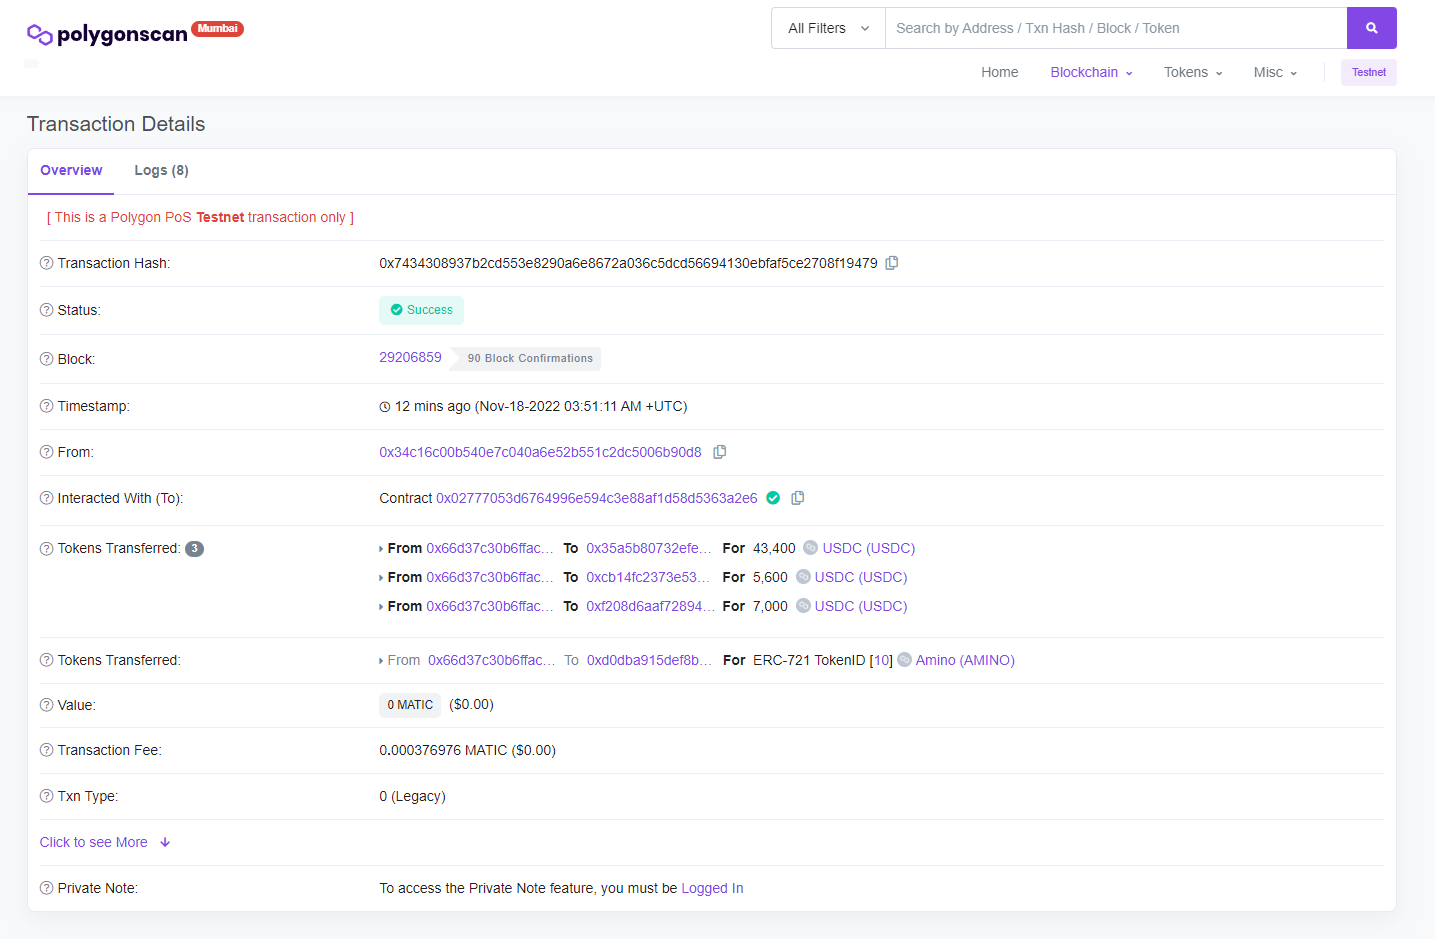 polygonscan Mumbai
All Filters Search by Address / Txn Hash / Block / Token
Home Blockchain Tokens Misc Testnet
Transaction Details
Overview Logs (8)
[ This is a Polygon PoS Testnet transaction only ]
Transaction Hash: 0x7434308937b2cd553e8290a6e8672a036c5dcd56694130ebfaf5ce2708f19479
Status: Success
Block: 29206859 90 Block Confirmations
Timestamp: 12 mins ago (Nov-18-2022 03:51:11 AM +UTC)
From: 0x34c16c00b540e7c040a6e52b551c2dc5006b90d8
Interacted With (To): Contract 0x02777053d6764996e594c3e88af1d58d5363a2e6
Tokens Transferred: 3 From 0x66d37c30b6ffac... To 0x35a5b80732efe... For 43,400 USDC (USDC)
From 0x66d37c30b6ffac... To 0xcb14fc2373e53... For 5,600 USDC (USDC)
From 0x66d37c30b6ffac... To 0xf208d6aaf72894... For 7,000 USDC (USDC)
Tokens Transferred: From 0x66d37c30b6ffac... To 0xd0dba915def8b... For ERC-721 TokenID [10] Amino (AMINO)
Value: 0 MATIC ($0.00)
Transaction Fee: 0.000376976 MATIC ($0.00)
Txn Type: 0 (Legacy)
Click to see More
Private Note: To access the Private Note feature, you must be Logged In